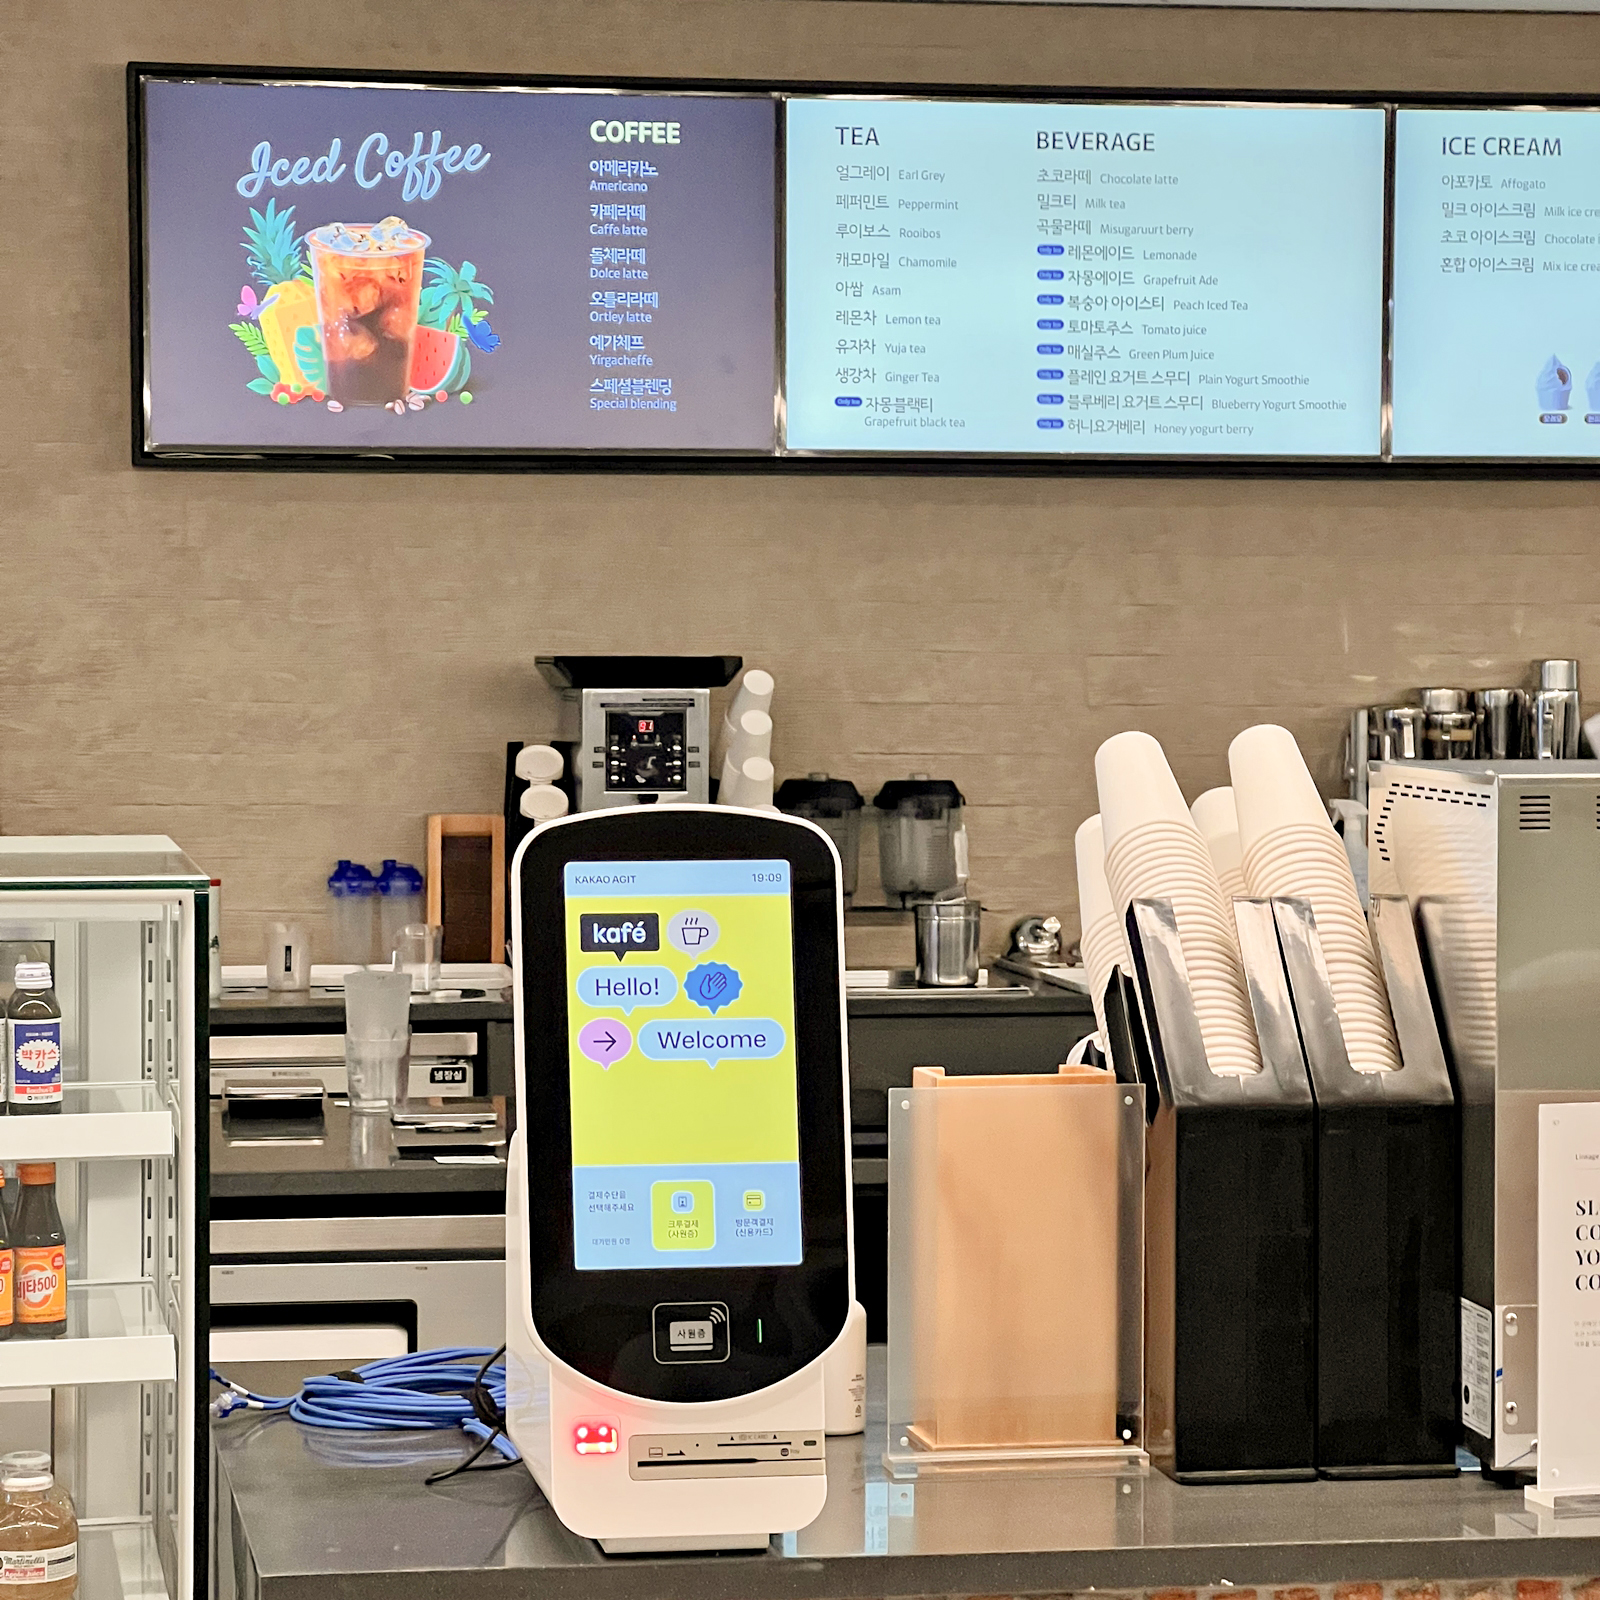 Iced Coffee
COFFEE
아메리카노
Americano
카페라떼
Caffe latte
돌체라떼
Dolce latte
오틀리라떼
Ortley latte
예가체프
Yirgacheffe
스페셜블렌딩
Special blending
TEA
얼그레이 Earl Grey
페퍼민트 Peppermint
루이보스 Rooibos
캐모마일 Chamomile
아쌈 Asam
레몬차 Lemon tea
유자차 Yuja tea
생강차 Ginger Tea
Only Ice 자몽블랙티
Grapefruit black tea
BEVERAGE
초코라떼 Chocolate latte
밀크티 Milk tea
곡물라떼 Misugaruurt berry
Only Ice 레몬에이드 Lemonade
Only Ice 자몽에이드 Grapefruit Ade
Only Ice 복숭아 아이스티 Peach Iced Tea
Only Ice 토마토주스 Tomato juice
Only Ice 매실주스 Green Plum Juice
Only Ice 플레인 요거트 스무디 Plain Yogurt Smoothie
Only Ice 블루베리 요거트 스무디 Blueberry Yogurt Smoothie
Only Ice 허니요거베리 Honey yogurt berry
ICE CREAM
아포카토 Affogato
밀크 아이스크림 Milk ice cre
초코 아이스크림 Chocolate i
혼합 아이스크림 Mix ice crea
91
KAKAO AGIT 19:09
kafé
Hello!
Welcome
결제수단을
선택해주세요
대기인원 0명
크루결제
(사원증)
방문객결제
(신용카드)
사원증
IC CARD
냉장실
박카스
D
비타500
Martinelli's
Apple Juice
Lineage
SL
CO
YO
CO